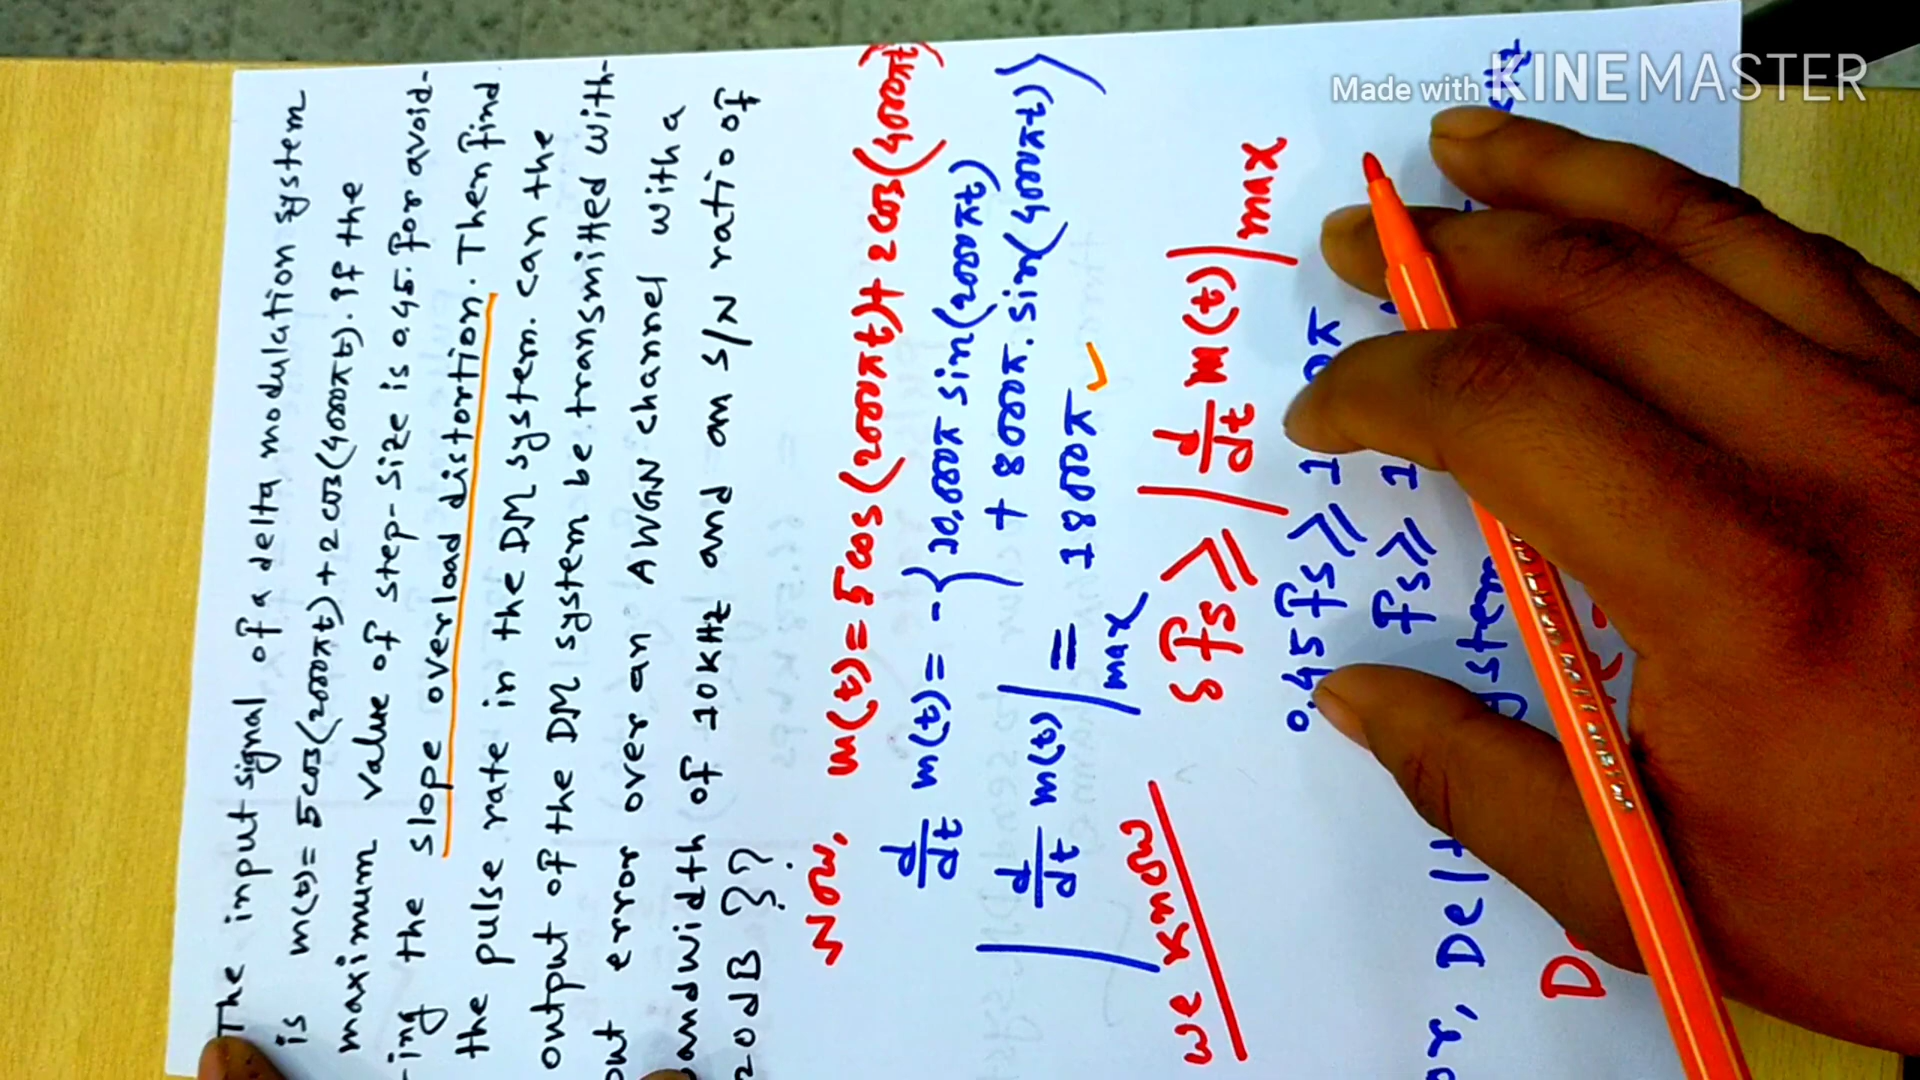 Made with KINEMASTER
The input signal of a delta modulation system
is m(t) = 5cos(2000πt) + 2cos(4000πt). If the
maximum value of step-size is 0.45. For avoid-
-ing the slope overload distortion. Then find
the pulse rate in the DM system. can the
output of the DM system be transmitted with-
out error over an AWGN channel with a
bandwidth of 10KHz and an S/N ratio of
20dB ??
Now, m(t) = 5cos(2000πt) + 2cos(4000πt)
d/dt m(t) = -{10,000π sin(2000πt)
+ 8000π. sin(4000πt)}
|d/dt m(t)|max = 18000π ✓
we know
δfs ≥ |d/dt m(t)|max
0.45fs ≥
fs ≥
or, Delt